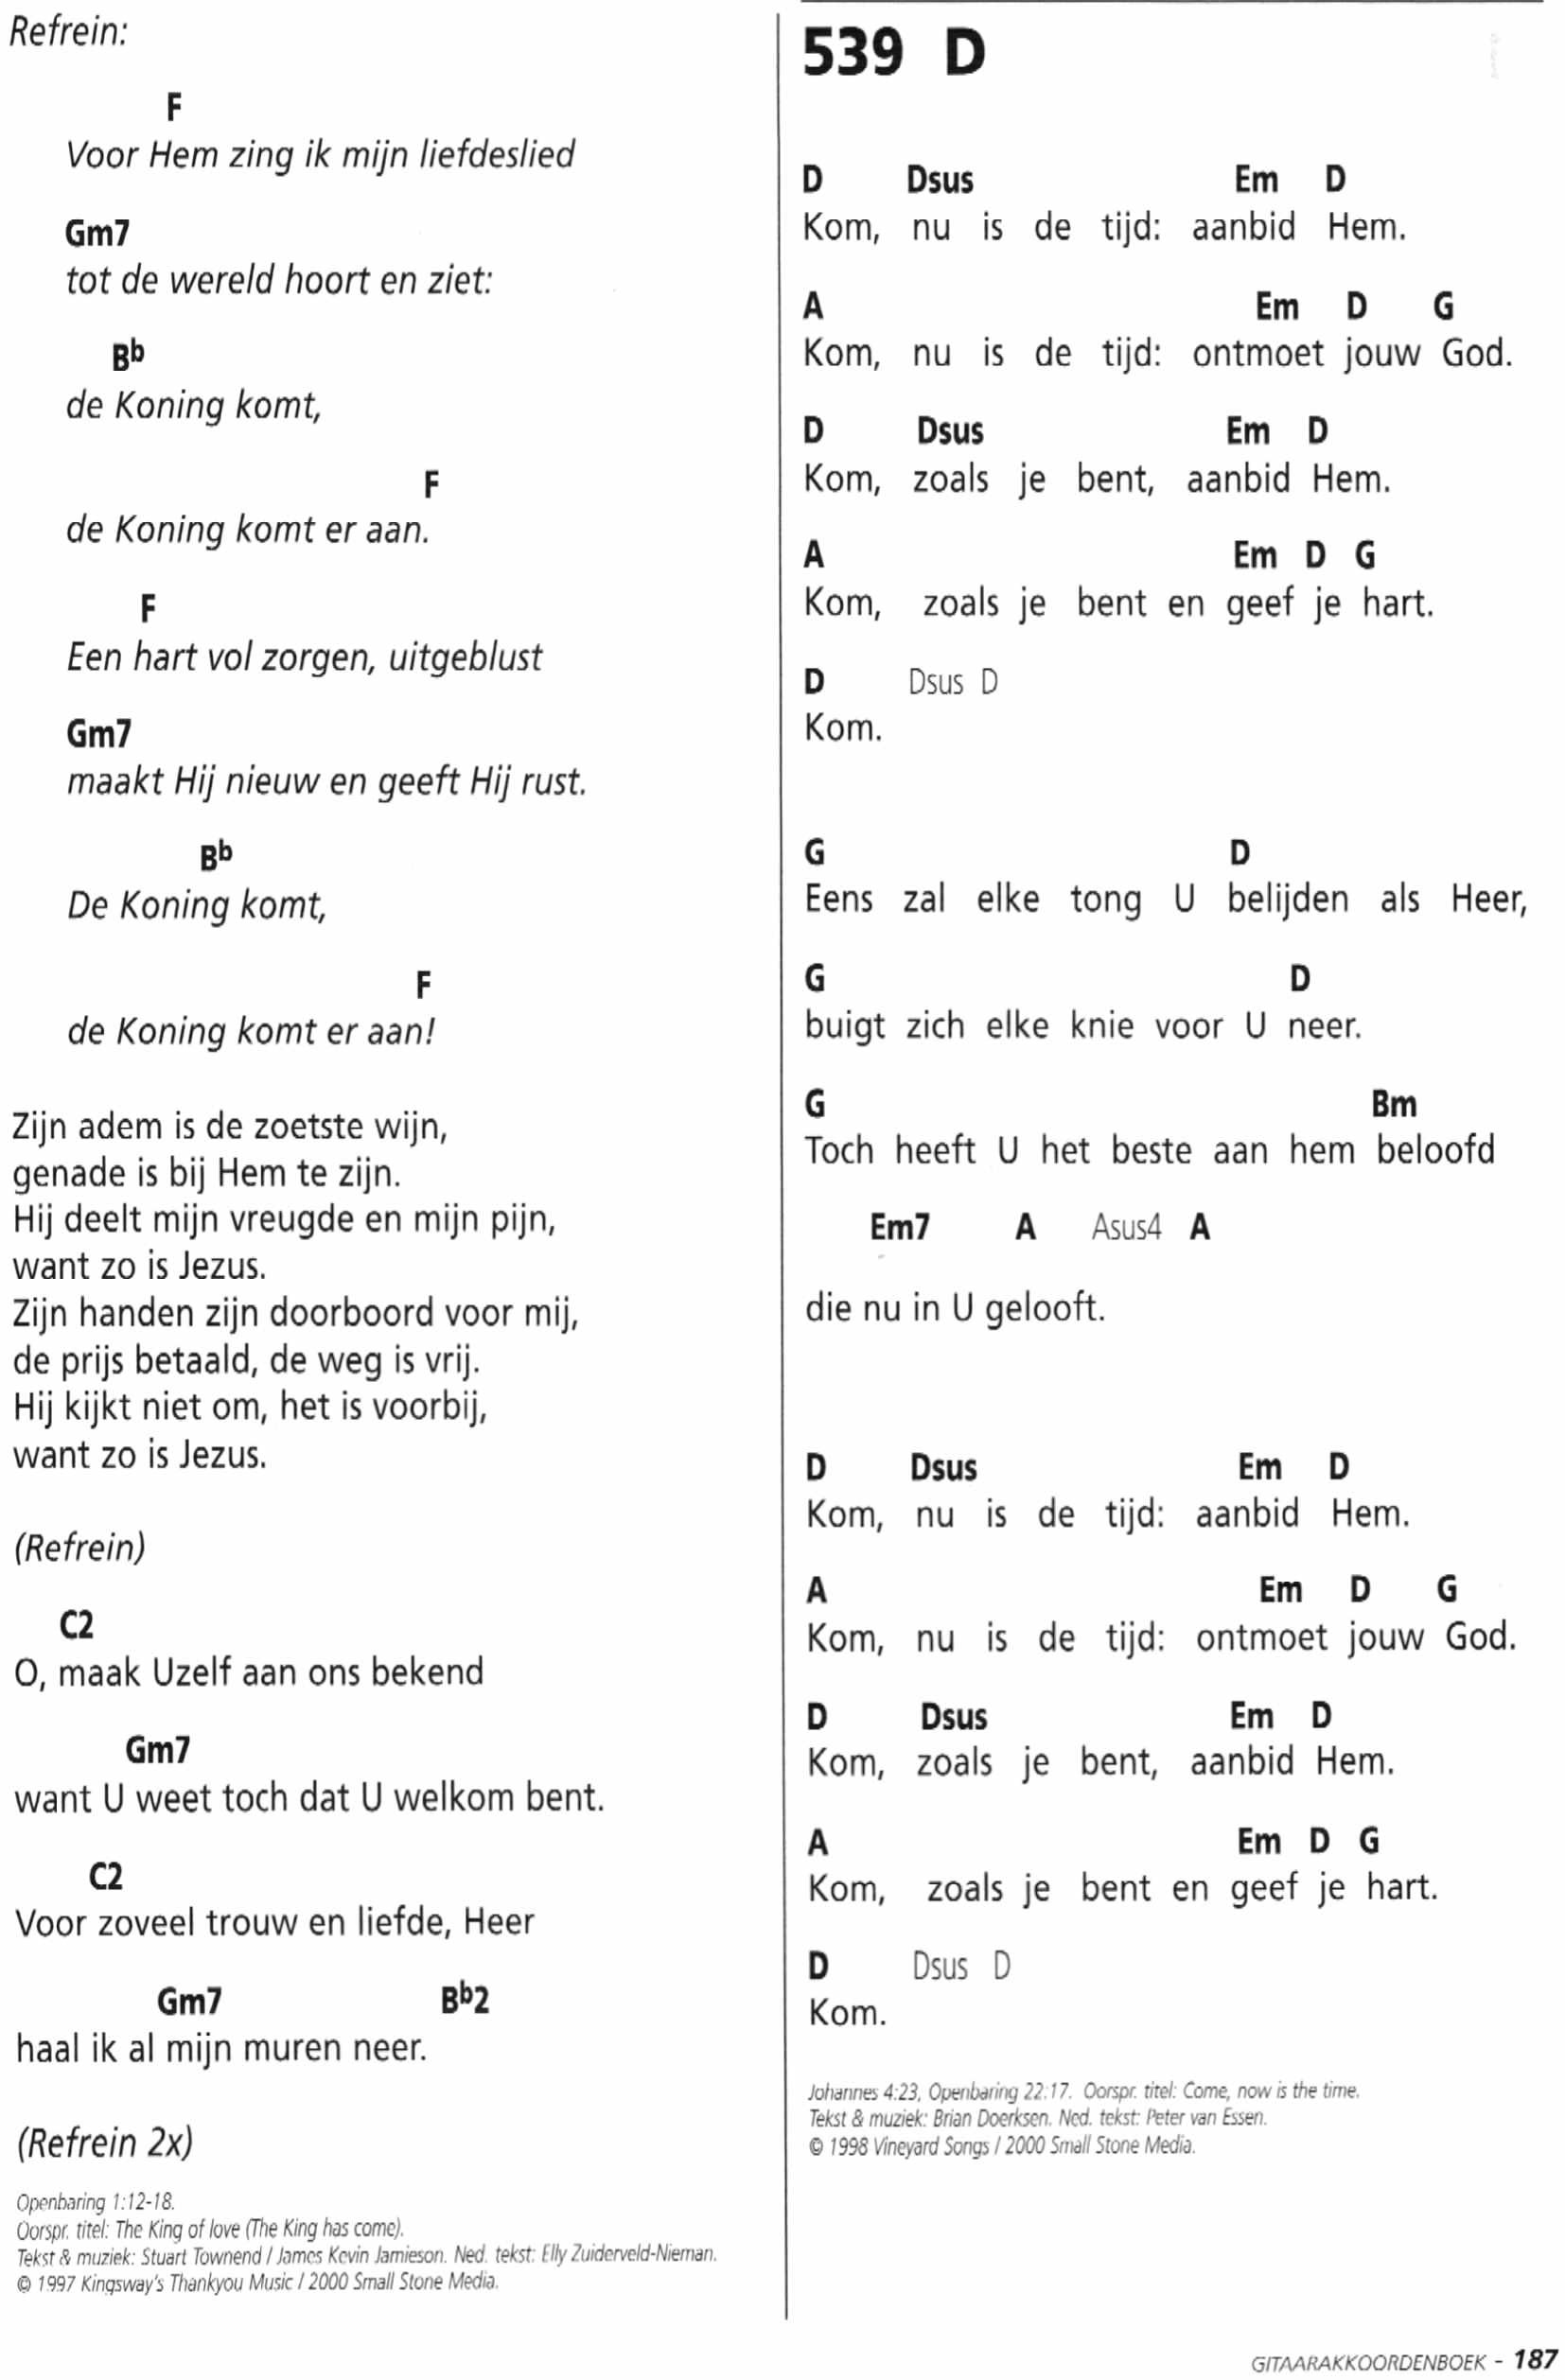 Refrein:
F
Voor Hem zing ik mijn liefdeslied
Gm7
tot de wereld hoort en ziet:
Bb
de Koning komt,
F
de Koning komt er aan.
F
Een hart vol zorgen, uitgeblust
Gm7
maakt Hij nieuw en geeft Hij rust.
Bb
De Koning komt,
F
de Koning komt er aan!
Zijn adem is de zoetste wijn,
genade is bij Hem te zijn.
Hij deelt mijn vreugde en mijn pijn,
want zo is Jezus.
Zijn handen zijn doorboord voor mij,
de prijs betaald, de weg is vrij.
Hij kijkt niet om, het is voorbij,
want zo is Jezus.
(Refrein)
C2
O, maak Uzelf aan ons bekend
Gm7
want U weet toch dat U welkom bent.
C2
Voor zoveel trouw en liefde, Heer
Gm7 Bb2
haal ik al mijn muren neer.
(Refrein 2x)
Openbaring 1:12-18.
Oorspr. titel: The King of love (The King has come).
Tekst & muziek: Stuart Townend / James Kevin Jamieson. Ned. tekst: Elly Zuiderveld-Nieman.
© 1997 Kingsway's Thankyou Music / 2000 Small Stone Media.
539 D
D Dsus Em D
Kom, nu is de tijd: aanbid Hem.
A Em D G
Kom, nu is de tijd: ontmoet jouw God.
D Dsus Em D
Kom, zoals je bent, aanbid Hem.
A Em D G
Kom, zoals je bent en geef je hart.
D Dsus D
Kom.
G D
Eens zal elke tong U belijden als Heer,
G D
buigt zich elke knie voor U neer.
G Bm
Toch heeft U het beste aan hem beloofd
Em7 A Asus4 A
die nu in U gelooft.
D Dsus Em D
Kom, nu is de tijd: aanbid Hem.
A Em D G
Kom, nu is de tijd: ontmoet jouw God.
D Dsus Em D
Kom, zoals je bent, aanbid Hem.
A Em D G
Kom, zoals je bent en geef je hart.
D Dsus D
Kom.
Johannes 4:23, Openbaring 22:17. Oorspr. titel: Come, now is the time.
Tekst & muziek: Brian Doerksen. Ned. tekst: Peter van Essen.
© 1998 Vineyard Songs / 2000 Small Stone Media.
GITAARAKKOORDENBOEK - 187